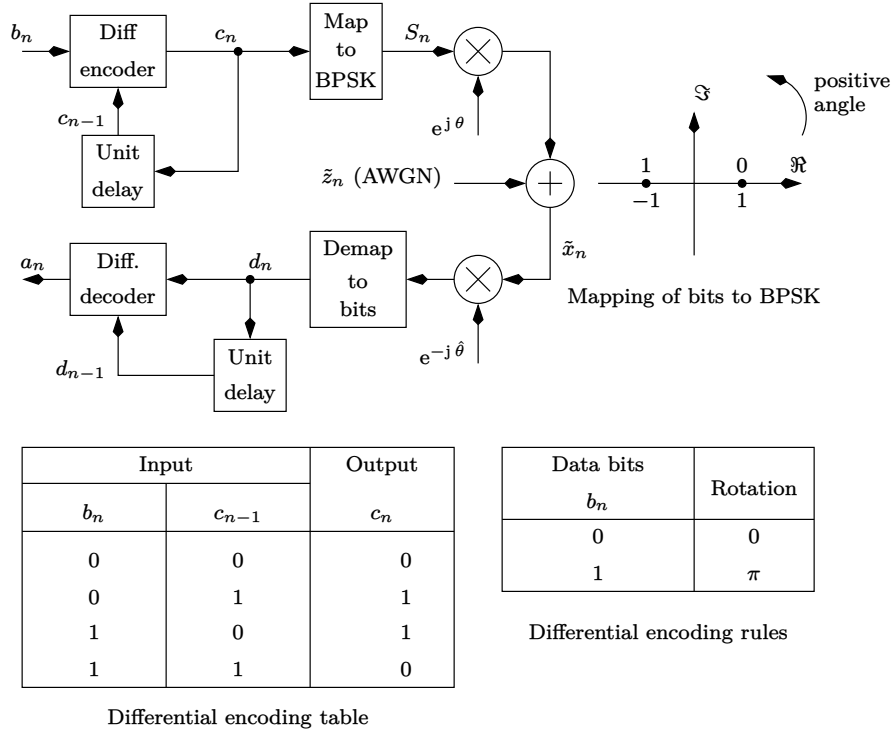 b_n
Diff
encoder
c_n
Map
to
BPSK
S_n
c_{n−1}
Unit
delay
e^{j θ}
z̃_n (AWGN)
positive
angle
ℑ
1
0
ℜ
−1
1
a_n
Diff.
decoder
d_n
Demap
to
bits
x̃_n
Mapping of bits to BPSK
e^{−j θ̂}
d_{n−1}
Unit
delay
Input Output
b_n c_{n−1} c_n
0 0 0
0 1 1
1 0 1
1 1 0
Differential encoding table
Data bits
b_n
Rotation
0 0
1 π
Differential encoding rules